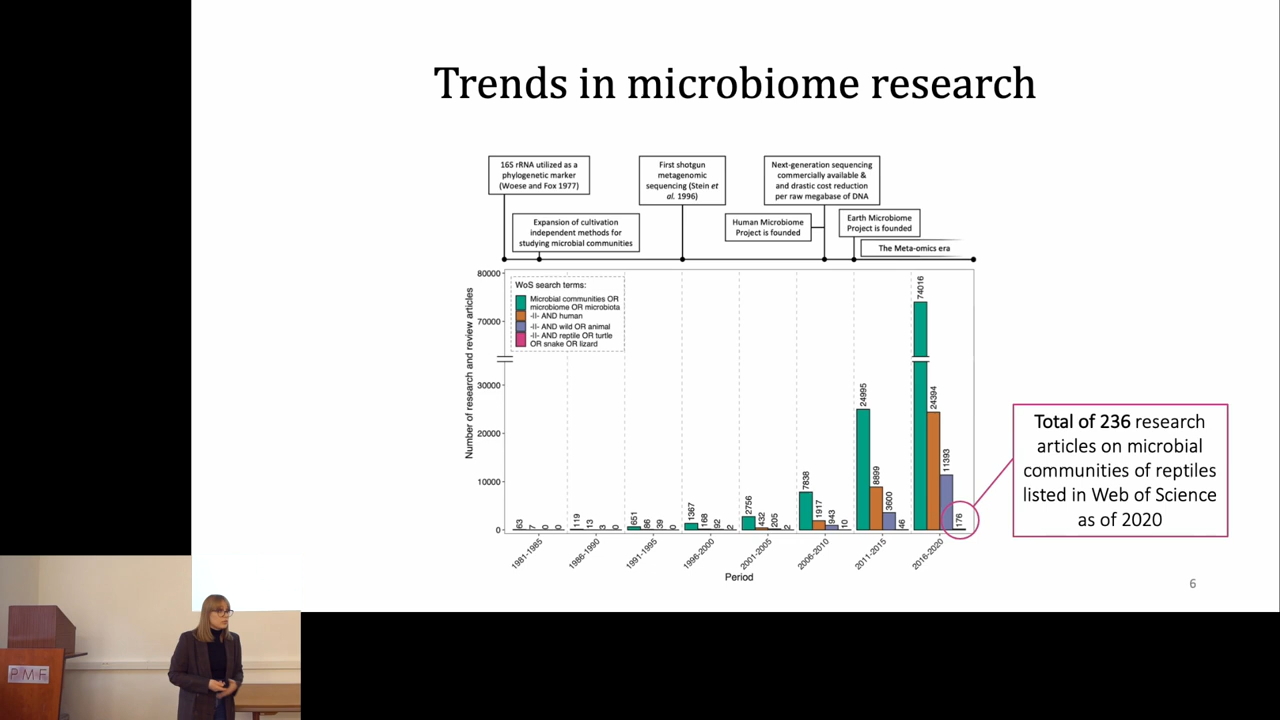 Trends in microbiome research
16S rRNA utilized as a
phylogenetic marker
(Woese and Fox 1977)
First shotgun
metagenomic
sequencing (Stein et
al. 1996)
Next-generation sequencing
commercially available &
and drastic cost reduction
per raw megabase of DNA
Expansion of cultivation
independent methods for
studying microbial communities
Human Microbiome
Project is founded
Earth Microbiome
Project is founded
The Meta-omics era
Number of research and review articles
80000
70000
30000
20000
10000
0
WoS search terms:
Microbial communities OR
microbiome OR microbiota
-II- AND human
-II- AND wild OR animal
-II- AND reptile OR turtle
OR snake OR lizard
63 7 0 0
119 13 3 0
651 86 39 0
1367 168 92 2
2756 432 205 2
7838 1917 943 10
24995 8899 3600 46
74016 24394 11393 176
1981-1985
1986-1990
1991-1995
1996-2000
2001-2005
2006-2010
2011-2015
2016-2020
Period
Total of 236 research
articles on microbial
communities of reptiles
listed in Web of Science
as of 2020
6
PMF